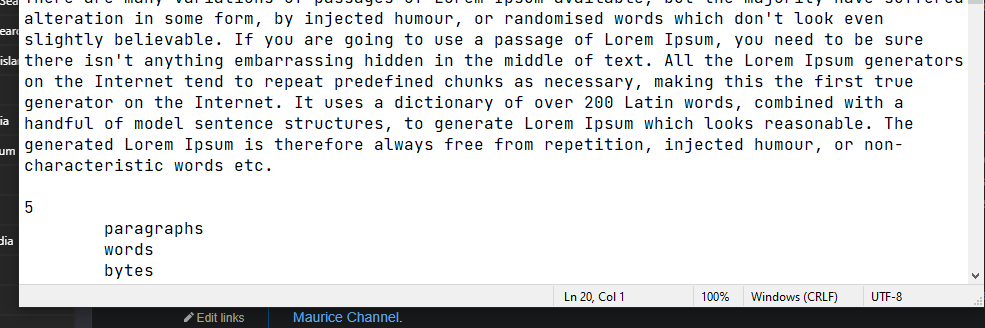 There are many variations of passages of Lorem Ipsum available, but the majority have suffered
alteration in some form, by injected humour, or randomised words which don't look even
slightly believable. If you are going to use a passage of Lorem Ipsum, you need to be sure
there isn't anything embarrassing hidden in the middle of text. All the Lorem Ipsum generators
on the Internet tend to repeat predefined chunks as necessary, making this the first true
generator on the Internet. It uses a dictionary of over 200 Latin words, combined with a
handful of model sentence structures, to generate Lorem Ipsum which looks reasonable. The
generated Lorem Ipsum is therefore always free from repetition, injected humour, or non-
characteristic words etc.
5
paragraphs
words
bytes
Ln 20, Col 1
100%
Windows (CRLF)
UTF-8
Edit links
Maurice Channel.